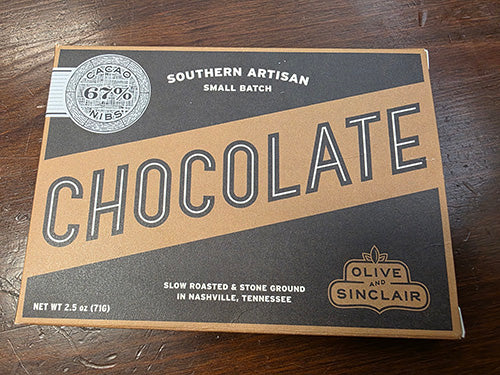 CACAO
67%
NIBS
SOUTHERN ARTISAN
SMALL BATCH
CHOCOLATE
SLOW ROASTED & STONE GROUND
IN NASHVILLE, TENNESSEE
NET WT 2.5 oz (71G)
OLIVE
AND
SINCLAIR